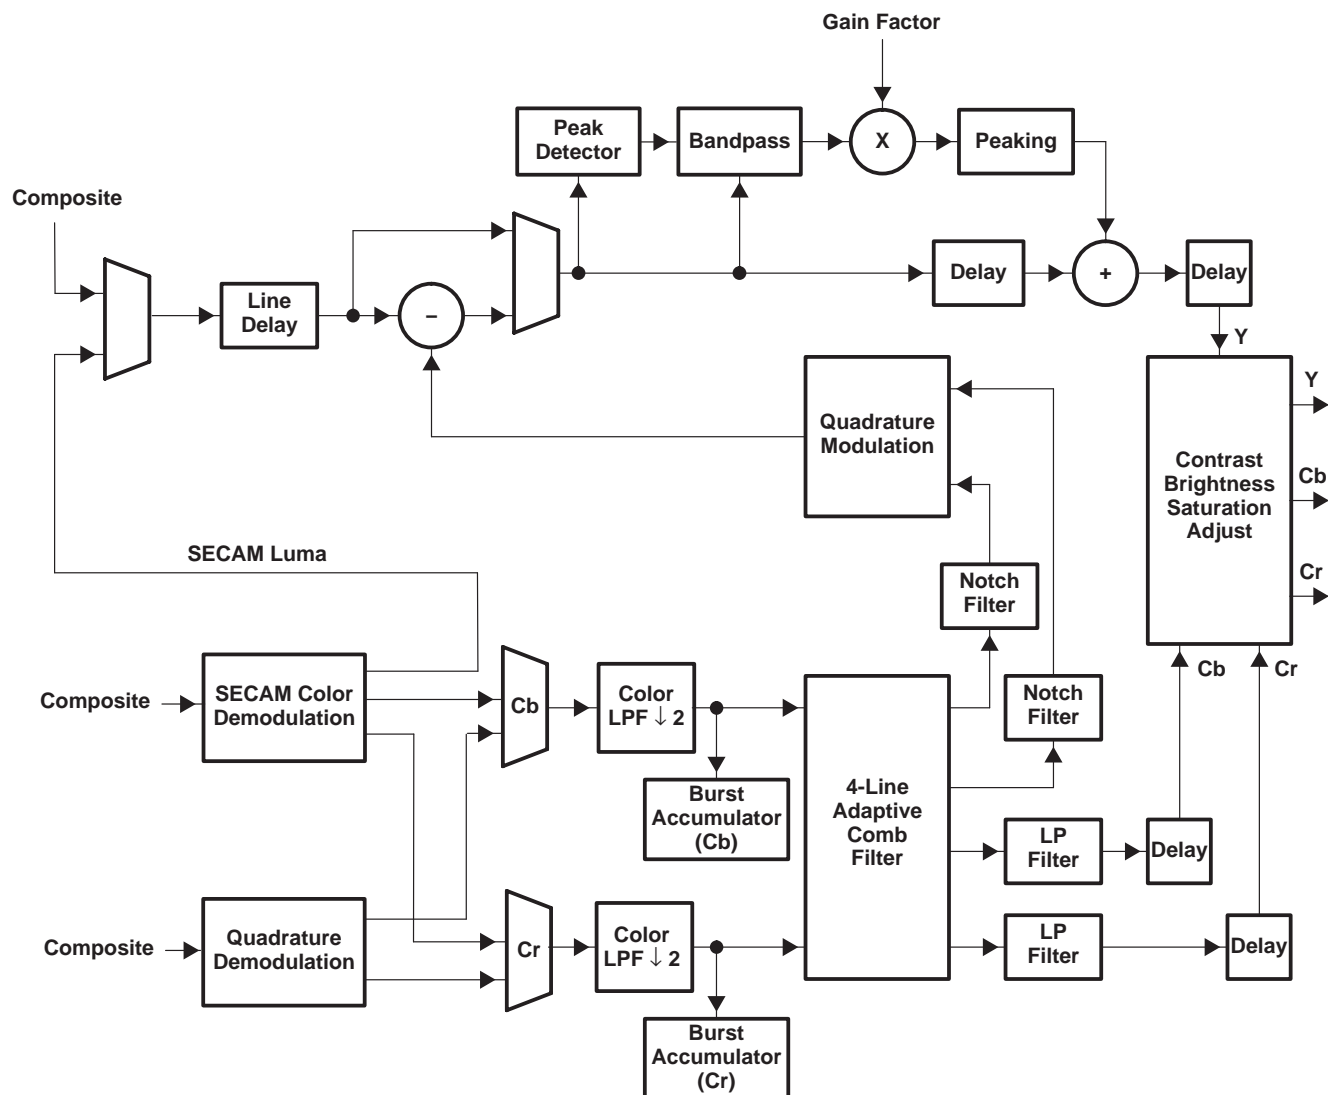 Gain Factor
Peak
Detector
Bandpass
X
Peaking
Composite
Line
Delay
–
Delay
+
Delay
Y
Quadrature
Modulation
Contrast
Brightness
Saturation
Adjust
Y
Cb
Cr
SECAM Luma
Notch
Filter
Cb
Cr
Composite
SECAM Color
Demodulation
Cb
Color
LPF ↓ 2
Notch
Filter
Burst
Accumulator
(Cb)
4-Line
Adaptive
Comb
Filter
LP
Filter
Delay
Composite
Quadrature
Demodulation
Cr
Color
LPF ↓ 2
LP
Filter
Delay
Burst
Accumulator
(Cr)